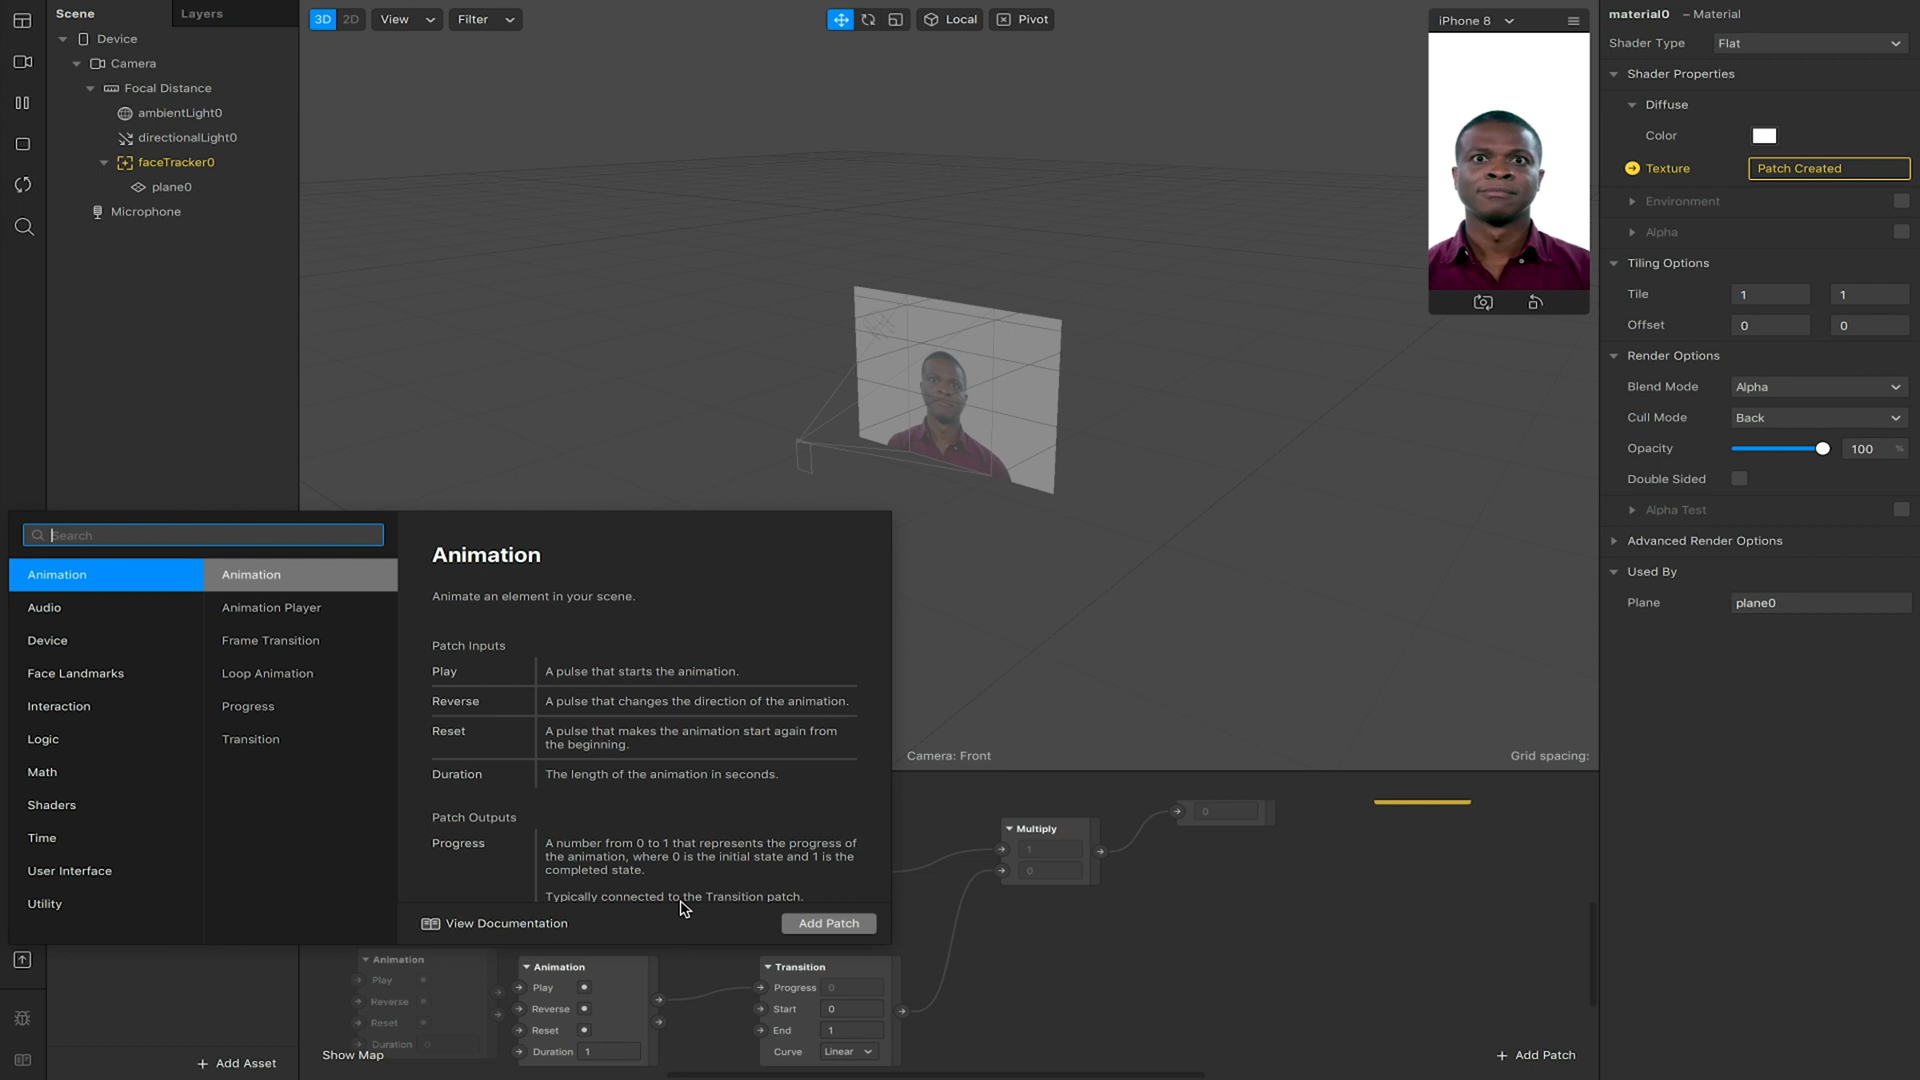 Scene
Layers
Device
Camera
Focal Distance
ambientLight0
directionalLight0
faceTracker0
plane0
Microphone
3D
2D
View
Filter
Local
Pivot
iPhone 8
material0 – Material
Shader Type
Flat
Shader Properties
Diffuse
Color
Texture
Patch Created
Environment
Alpha
Tiling Options
Tile
1
1
Offset
0
0
Render Options
Blend Mode
Alpha
Cull Mode
Back
Opacity
100
%
Double Sided
Alpha Test
Advanced Render Options
Used By
Plane
plane0
Search
Animation
Audio
Device
Face Landmarks
Interaction
Logic
Math
Shaders
Time
User Interface
Utility
Animation
Animation Player
Frame Transition
Loop Animation
Progress
Transition
Animation
Animate an element in your scene.
Patch Inputs
Play
A pulse that starts the animation.
Reverse
A pulse that changes the direction of the animation.
Reset
A pulse that makes the animation start again from
the beginning.
Duration
The length of the animation in seconds.
Patch Outputs
Progress
A number from 0 to 1 that represents the progress of
the animation, where 0 is the initial state and 1 is the
completed state.
Typically connected to the Transition patch.
View Documentation
Add Patch
Camera: Front
Grid spacing:
Multiply
1
0
0
Animation
Play
Reverse
Reset
Duration
0
Animation
Play
Reverse
Reset
Duration
1
Transition
Progress
0
Start
0
End
1
Curve
Linear
Show Map
+ Add Asset
+ Add Patch